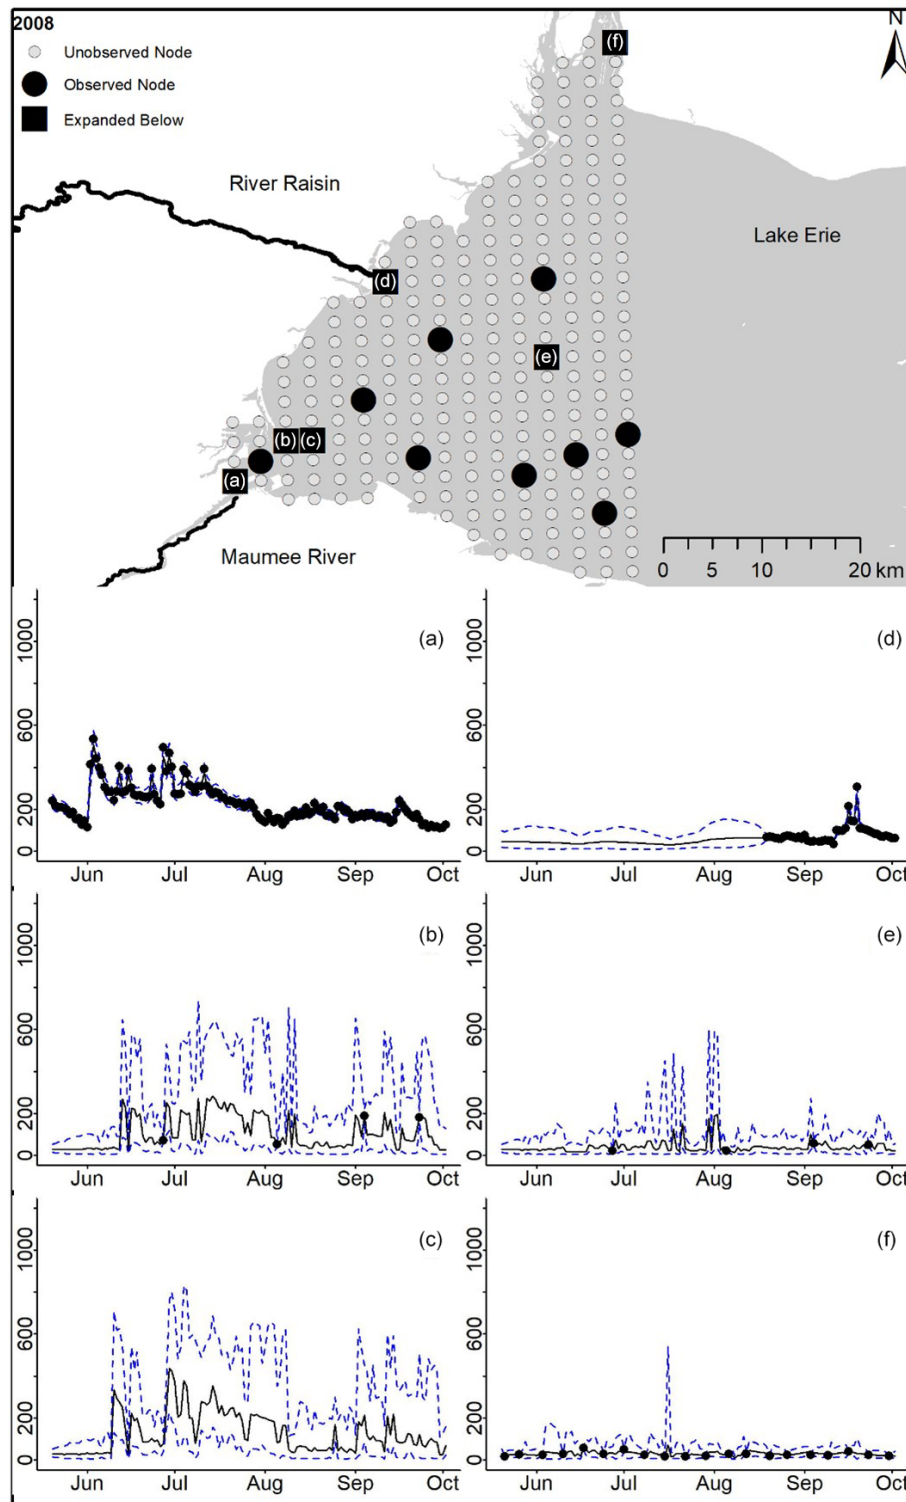 2008
N
Unobserved Node
Observed Node
Expanded Below
(f)
River Raisin
Lake Erie
(d)
(e)
(b) (c)
(a)
Maumee River
0 5 10 20 km
(a)
0 200 600 1000
Jun Jul Aug Sep Oct
(d)
0 200 600 1000
Jun Jul Aug Sep Oct
(b)
0 200 600 1000
Jun Jul Aug Sep Oct
(e)
0 200 600 1000
Jun Jul Aug Sep Oct
(c)
0 200 600 1000
Jun Jul Aug Sep Oct
(f)
0 200 600 1000
Jun Jul Aug Sep Oct